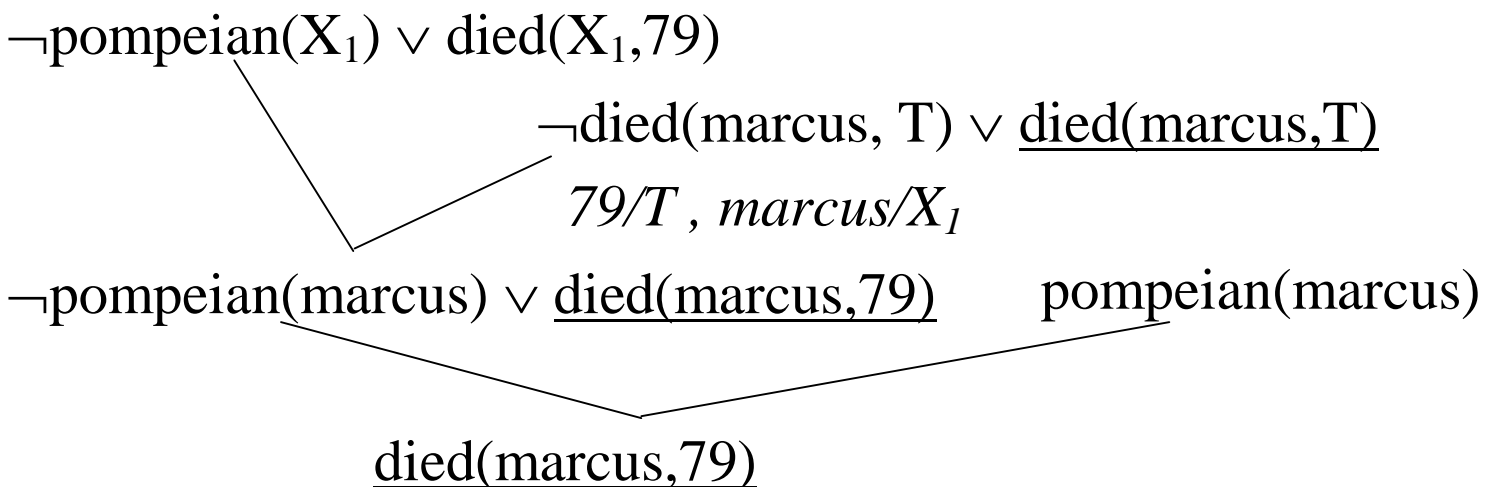 ¬pompeian(X₁) ∨ died(X₁,79)
¬died(marcus, T) ∨ died(marcus,T)
79/T , marcus/X₁
¬pompeian(marcus) ∨ died(marcus,79) pompeian(marcus)
died(marcus,79)